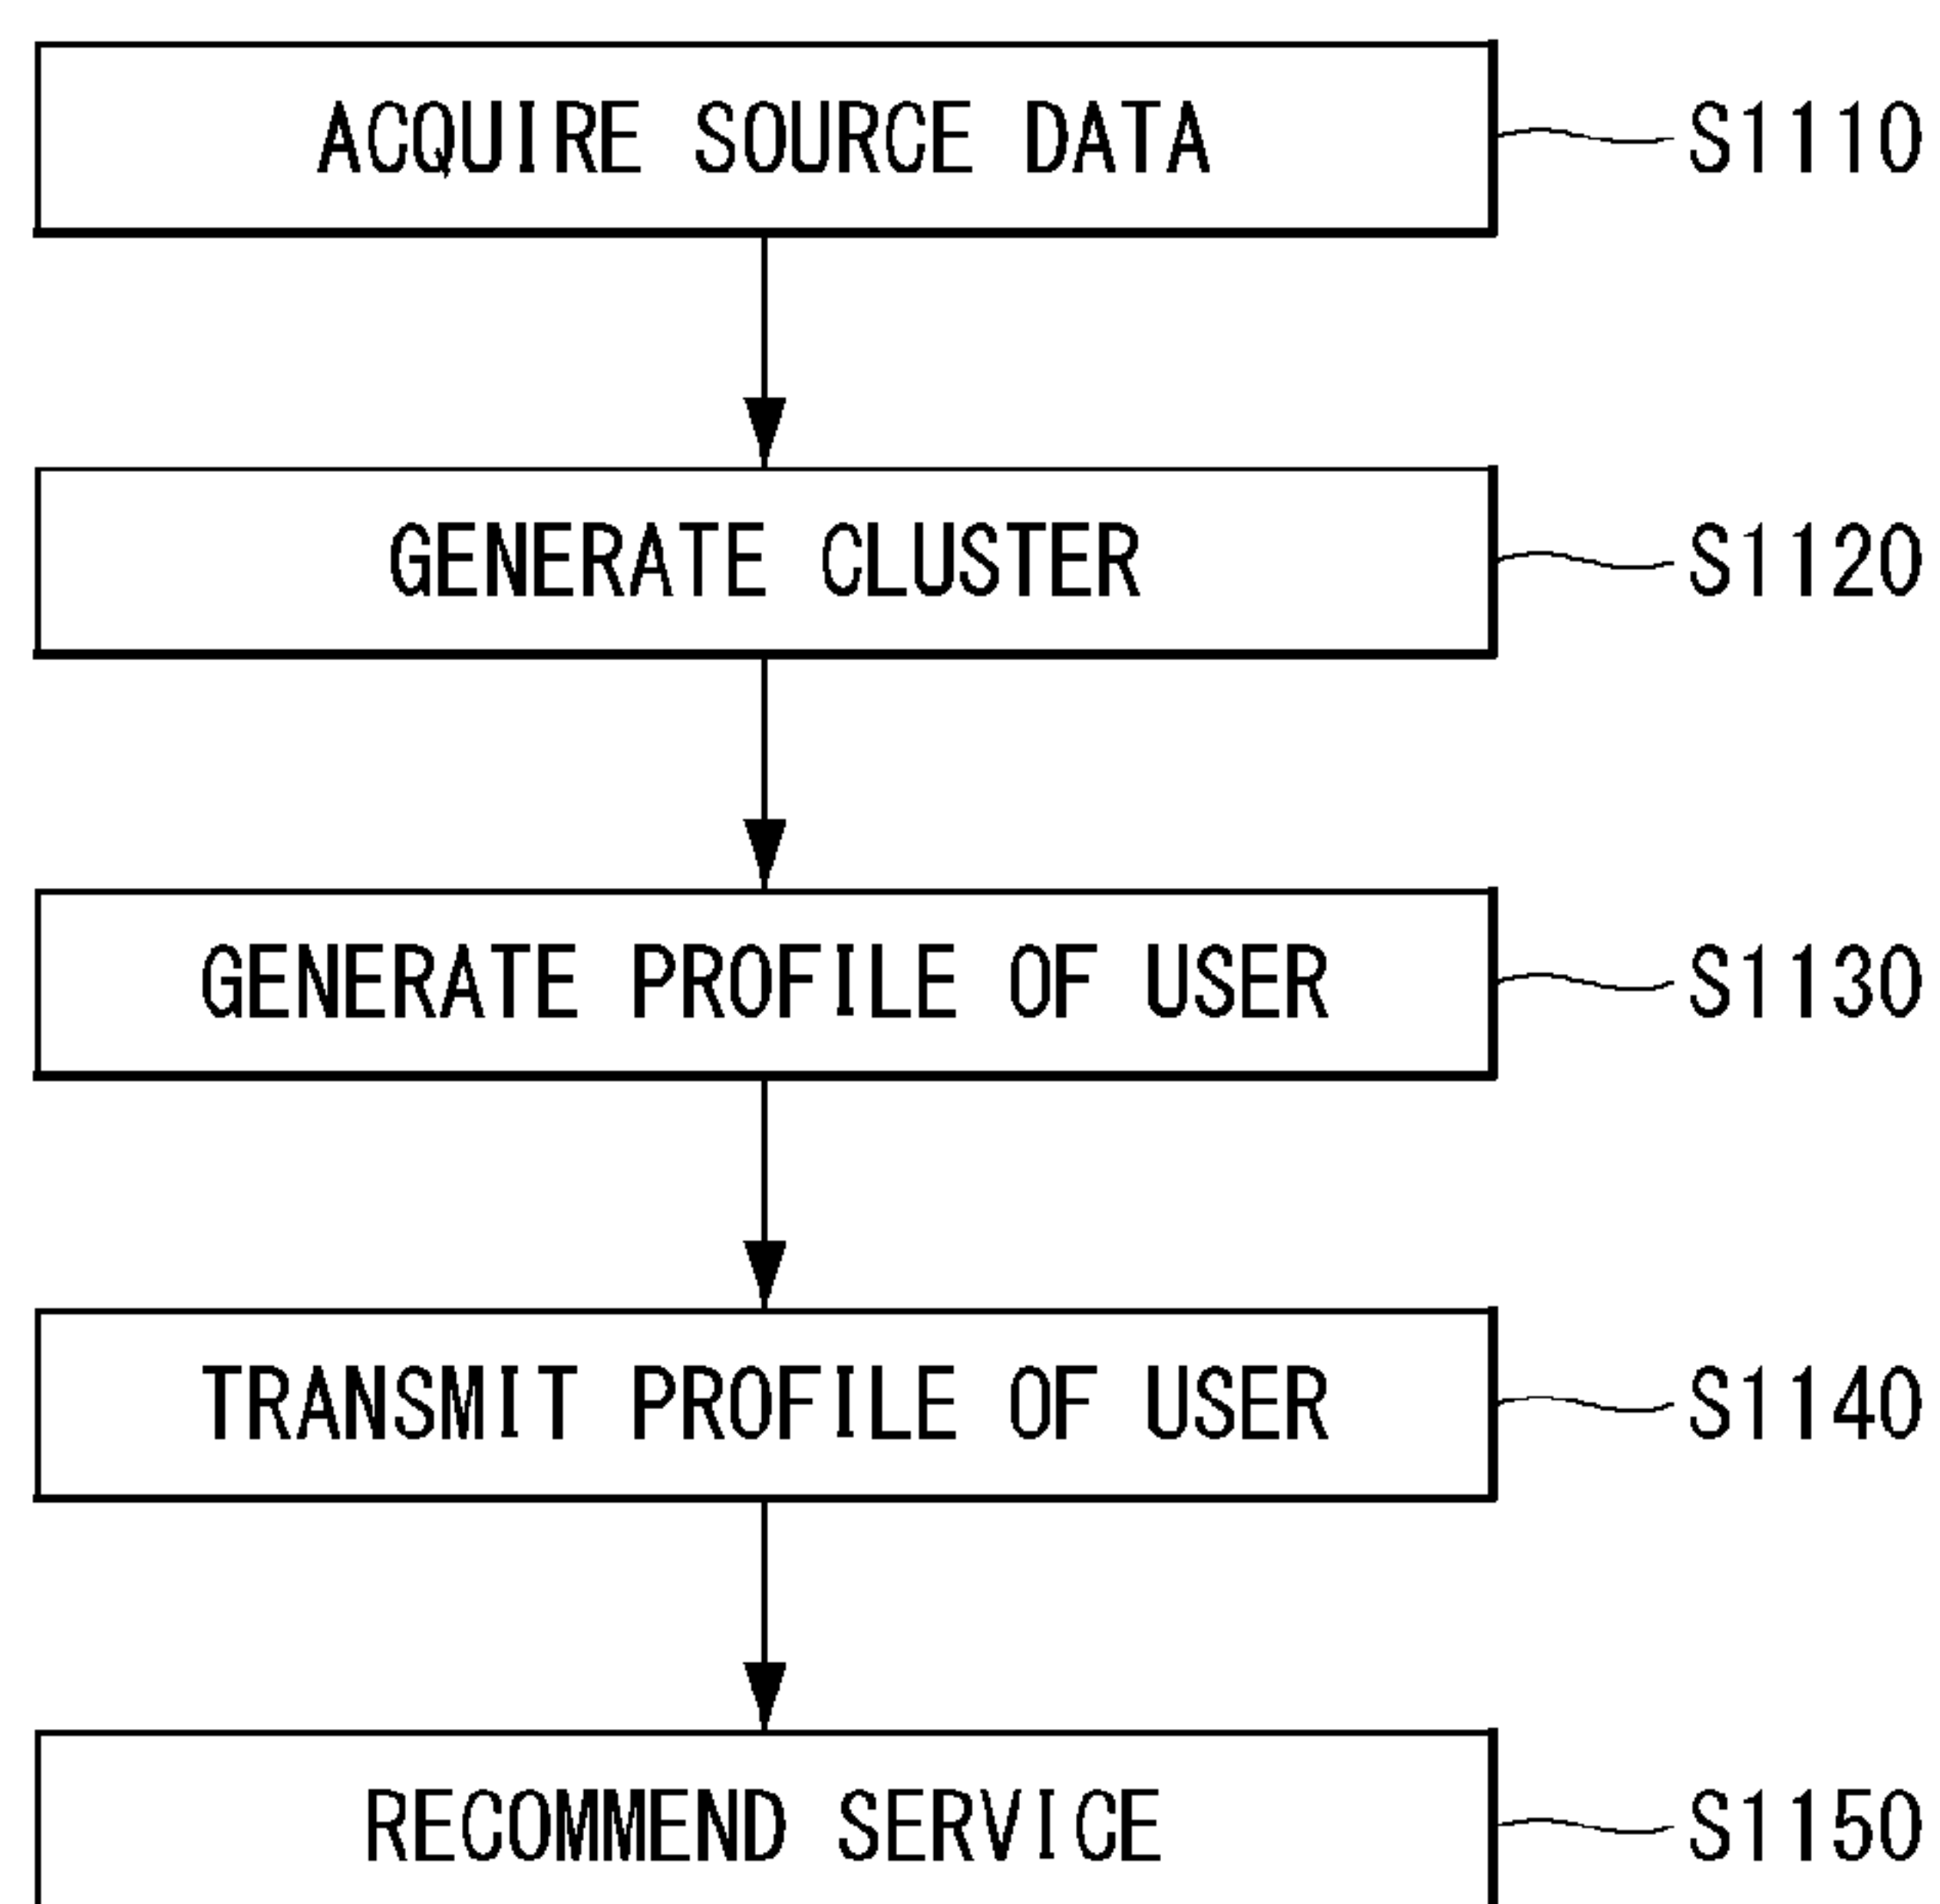 ACQUIRE SOURCE DATA S1110
GENERATE CLUSTER S1120
GENERATE PROFILE OF USER S1130
TRANSMIT PROFILE OF USER S1140
RECOMMEND SERVICE S1150